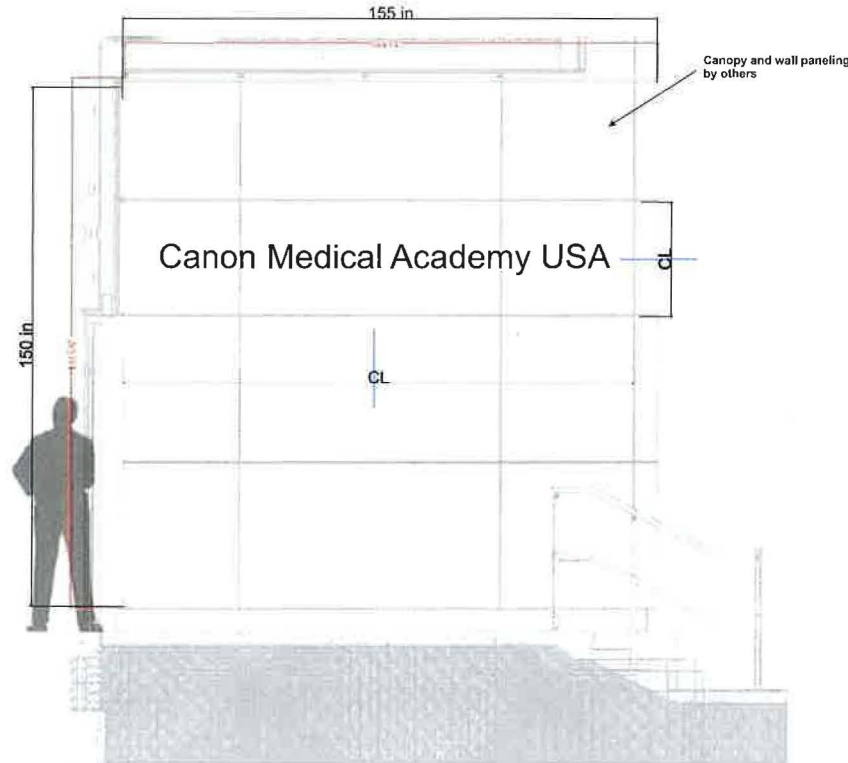 155 in
Canopy and wall paneling
by others
Canon Medical Academy USA
CL
150 in
CL